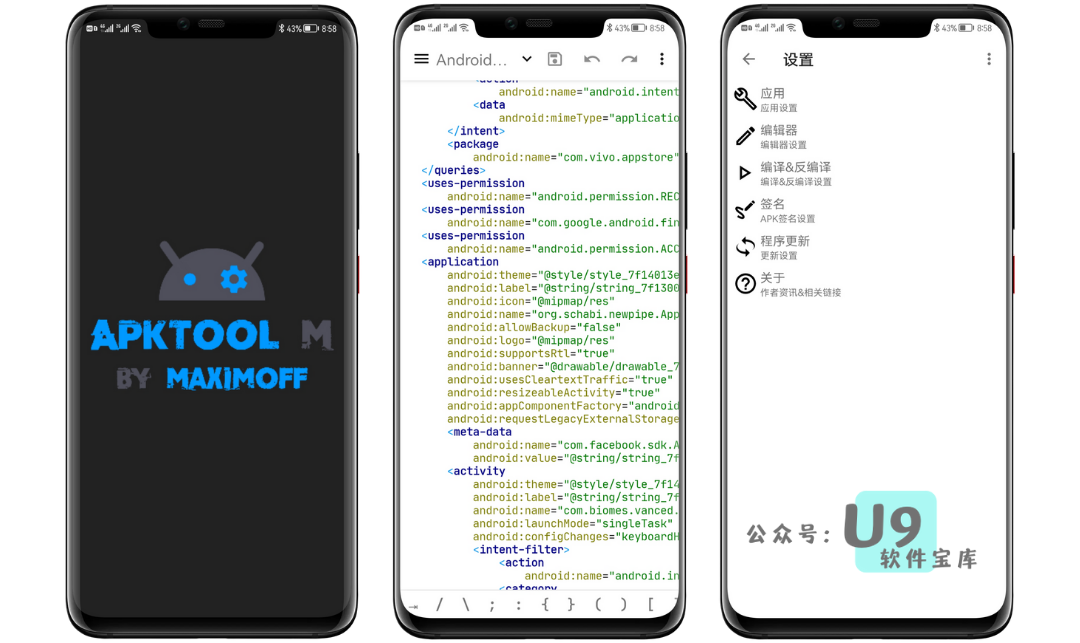 43% 8:58
APKTOOL M
BY MAXIMOFF
43% 8:58
Android...
android:name="android.intent
<data
android:mimeType="applicatio
</intent>
<package
android:name="com.vivo.appstore"
</queries>
<uses-permission
android:name="android.permission.REC
<uses-permission
android:name="com.google.android.fin
<uses-permission
android:name="android.permission.ACC
<application
android:theme="@style/style_7f14013e
android:label="@string/string_7f1300
android:icon="@mipmap/res"
android:name="org.schabi.newpipe.App
android:allowBackup="false"
android:logo="@mipmap/res"
android:supportsRtl="true"
android:banner="@drawable/drawable_7
android:usesCleartextTraffic="true"
android:resizeableActivity="true"
android:appComponentFactory="android
android:requestLegacyExternalStorage
<meta-data
android:name="com.facebook.sdk.A
android:value="@string/string_7f
<activity
android:theme="@style/style_7f14
android:label="@string/string_7f
android:name="com.biomes.vanced.
android:launchMode="singleTask"
android:configChanges="keyboardH
<intent-filter>
<action
android:name="android.in
<category
/ \ ; : { } ( ) [
43% 8:58
设置
应用
应用设置
编辑器
编辑器设置
编译&反编译
编译&反编译设置
签名
APK签名设置
程序更新
更新设置
关于
作者资讯&相关链接
公众号：U9
软件宝库